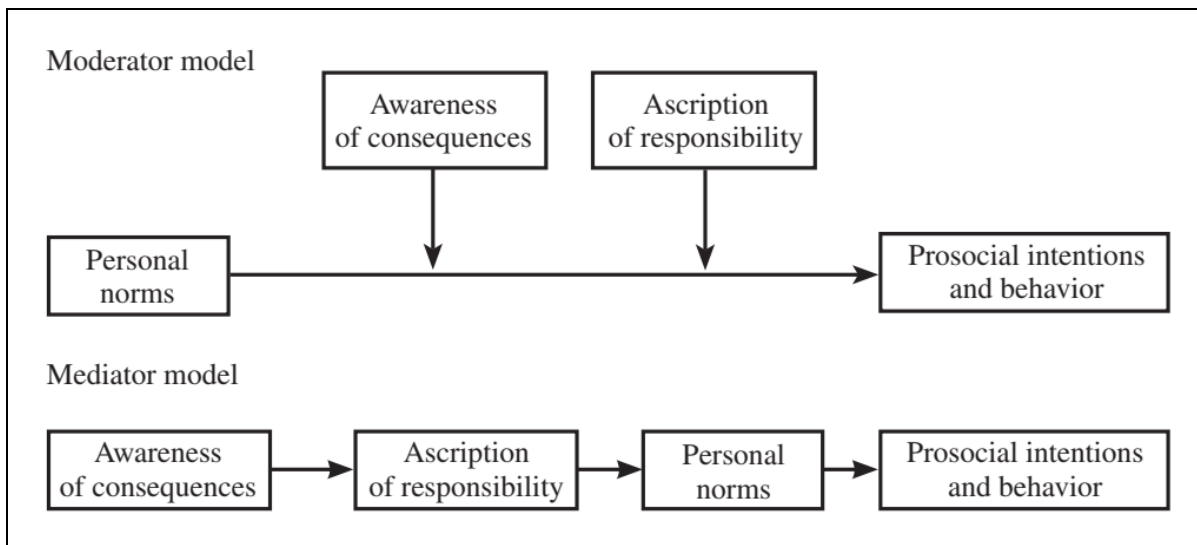 Moderator model
Awareness
of consequences
Ascription
of responsibility
Personal
norms
Prosocial intentions
and behavior
Mediator model
Awareness
of consequences
Ascription
of responsibility
Personal
norms
Prosocial intentions
and behavior